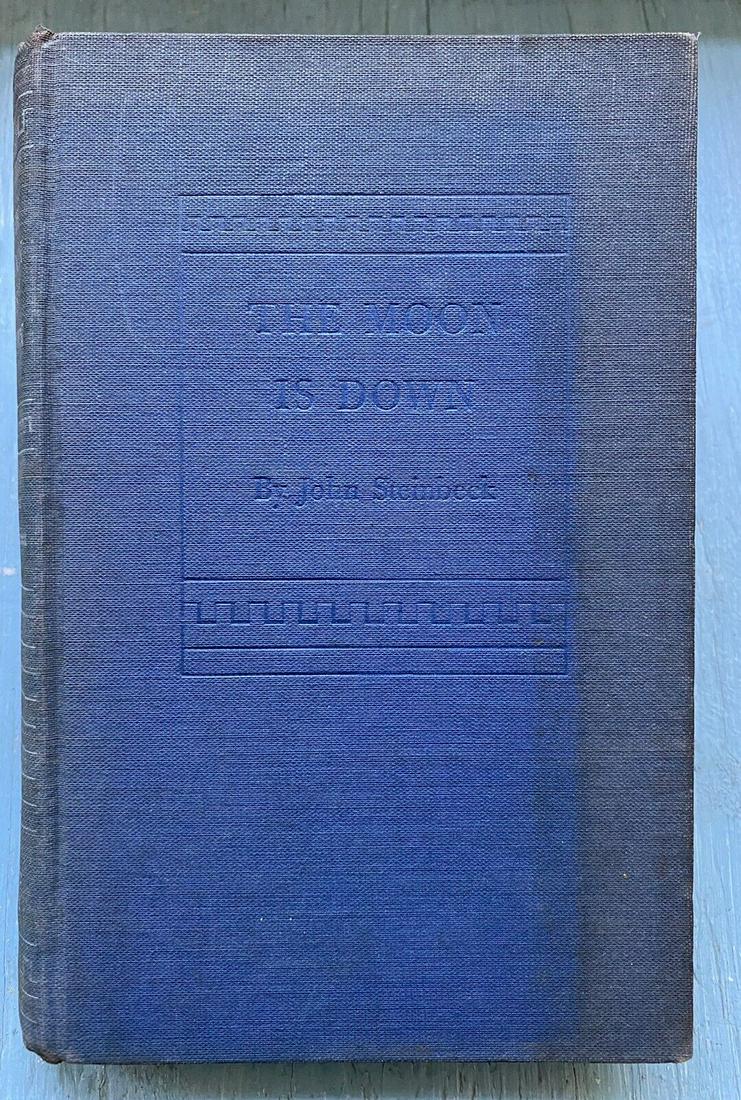 THE MOON
IS DOWN
By John Steinbeck